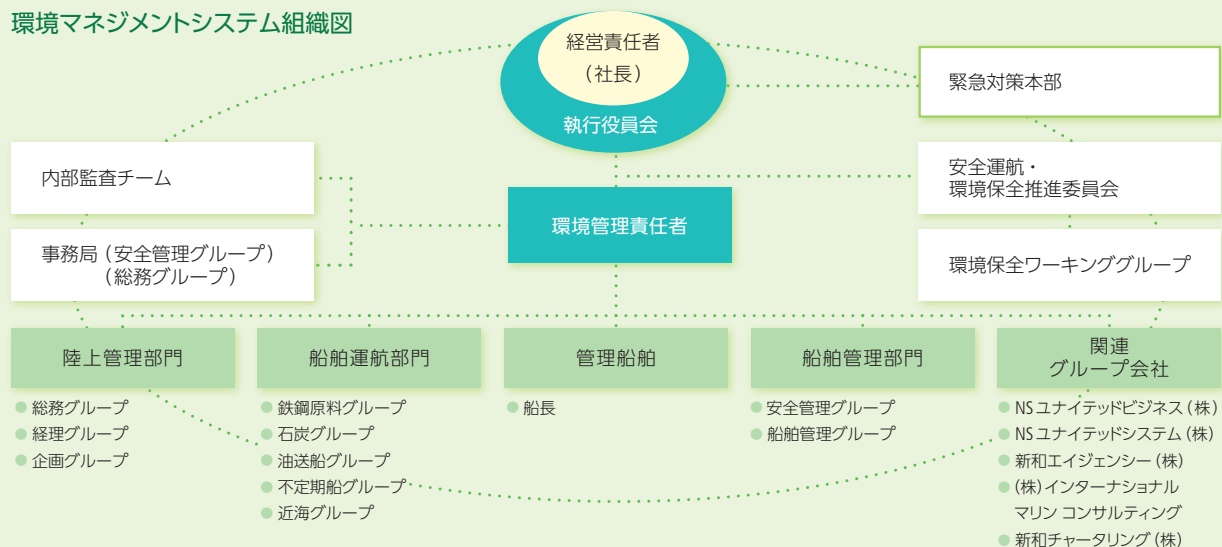 環境マネジメントシステム組織図
経営責任者
(社長)
執行役員会
緊急対策本部
内部監査チーム
安全運航・
環境保全推進委員会
環境管理責任者
事務局(安全管理グループ)
(総務グループ)
環境保全ワーキンググループ
陸上管理部門
船舶運航部門
管理船舶
船舶管理部門
関連
グループ会社
● 総務グループ
● 経理グループ
● 企画グループ
● 鉄鋼原料グループ
● 石炭グループ
● 油送船グループ
● 不定期船グループ
● 近海グループ
● 船長
● 安全管理グループ
● 船舶管理グループ
● NSユナイテッドビジネス(株)
● NSユナイテッドシステム(株)
● 新和エイジェンシー(株)
● (株)インターナショナル
マリン コンサルティング
● 新和チャータリング(株)